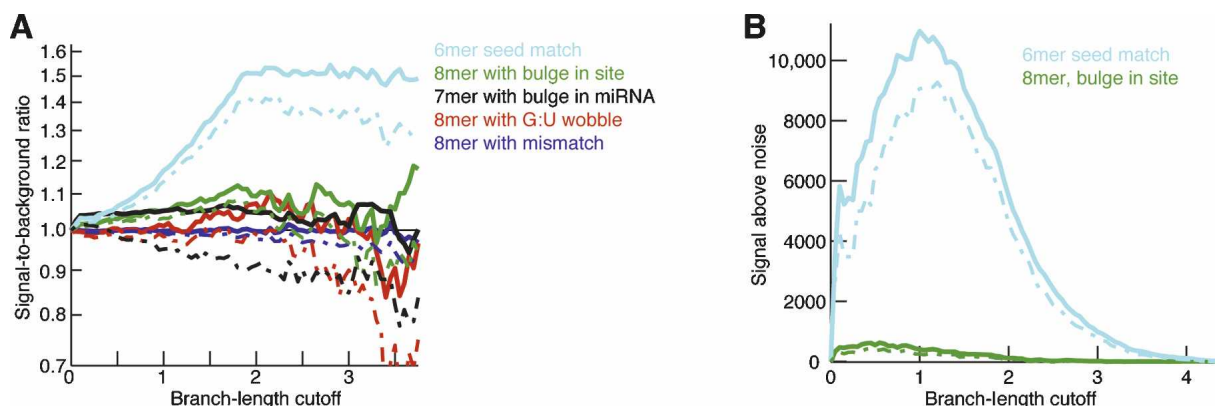 A
Signal-to-background ratio
1.6
1.5
1.4
1.3
1.2
1.1
1.0
0.9
0.8
0.7
0
1
2
3
Branch-length cutoff
6mer seed match
8mer with bulge in site
7mer with bulge in miRNA
8mer with G:U wobble
8mer with mismatch
B
Signal above noise
10,000
8000
6000
4000
2000
0
0
1
2
3
4
Branch-length cutoff
6mer seed match
8mer, bulge in site